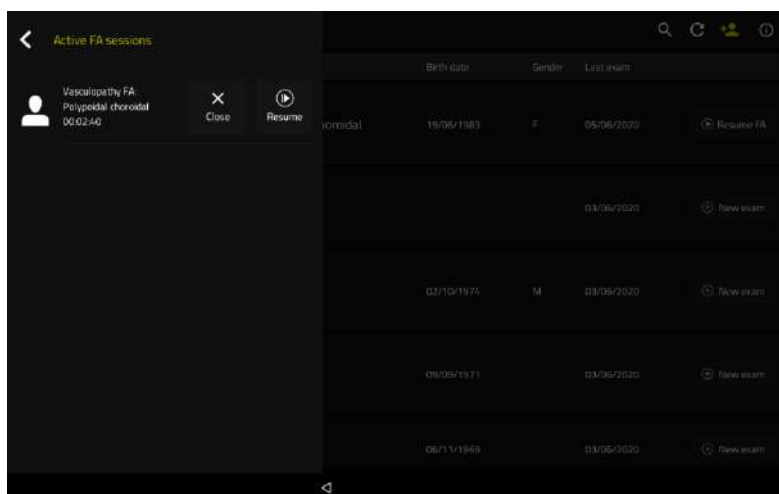 Active FA sessions
Vasculopathy FA:
Polypoidal choroidal
00:02:40
Close
Resume
Birth date Gender Last exam
oroidal 19/06/1983 F 05/06/2020 Resume FA
03/06/2020 New exam
02/10/1974 M 03/06/2020 New exam
09/09/1971 03/06/2020 New exam
06/11/1969 03/06/2020 New exam